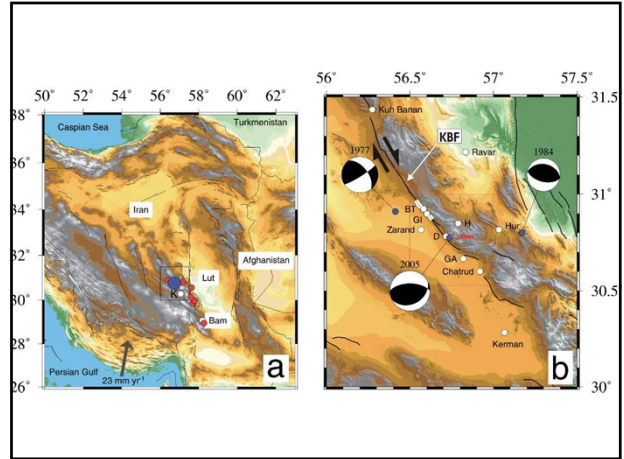 50° 52° 54° 56° 58° 60° 62°
38°
36°
34°
32°
30°
28°
26°
Caspian Sea
Turkmenistan
Iran
Afghanistan
Lut
K
Bam
Persian Gulf
23 mm yr⁻¹
a
56° 56.5° 57° 57.5°
31.5°
31°
30.5°
30°
Kuh Banan
KBF
1977
Ravar
1984
BT
GI
H
Zarand
D
Hur
GA
2005
Chatrud
Kerman
b